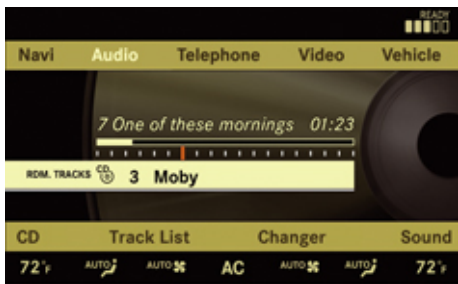 READY
Navi Audio Telephone Video Vehicle
7 One of these mornings 01:23
RDM. TRACKS CD 3 Moby
CD Track List Changer Sound
72°F AUTO AUTO AC AUTO AUTO 72°F